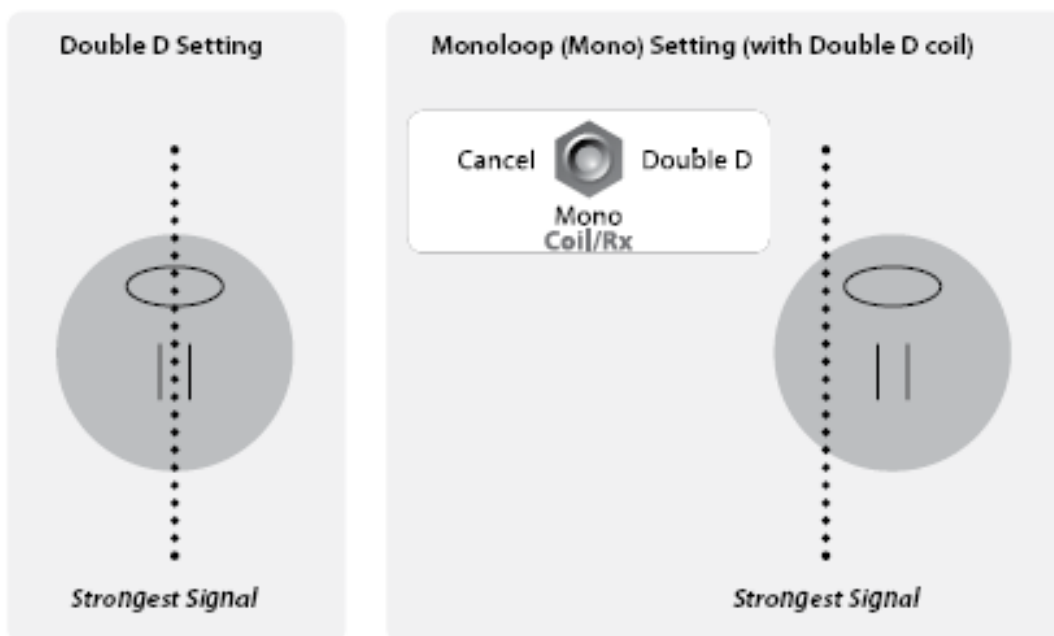 Double D Setting
Strongest Signal
Monoloop (Mono) Setting (with Double D coil)
Cancel
Double D
Mono
Coil/Rx
Strongest Signal